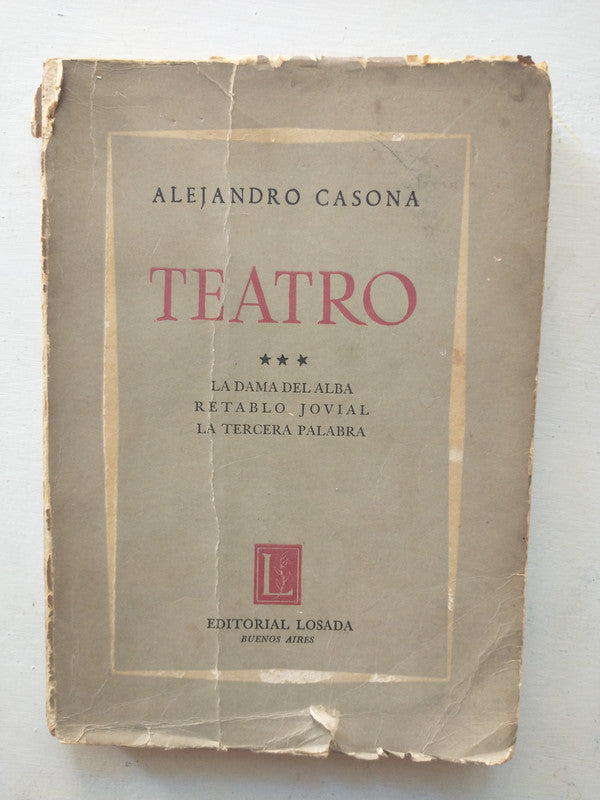 ALEJANDRO CASONA
TEATRO
★★★
LA DAMA DEL ALBA
RETABLO JOVIAL
LA TERCERA PALABRA
L
EDITORIAL LOSADA
BUENOS AIRES